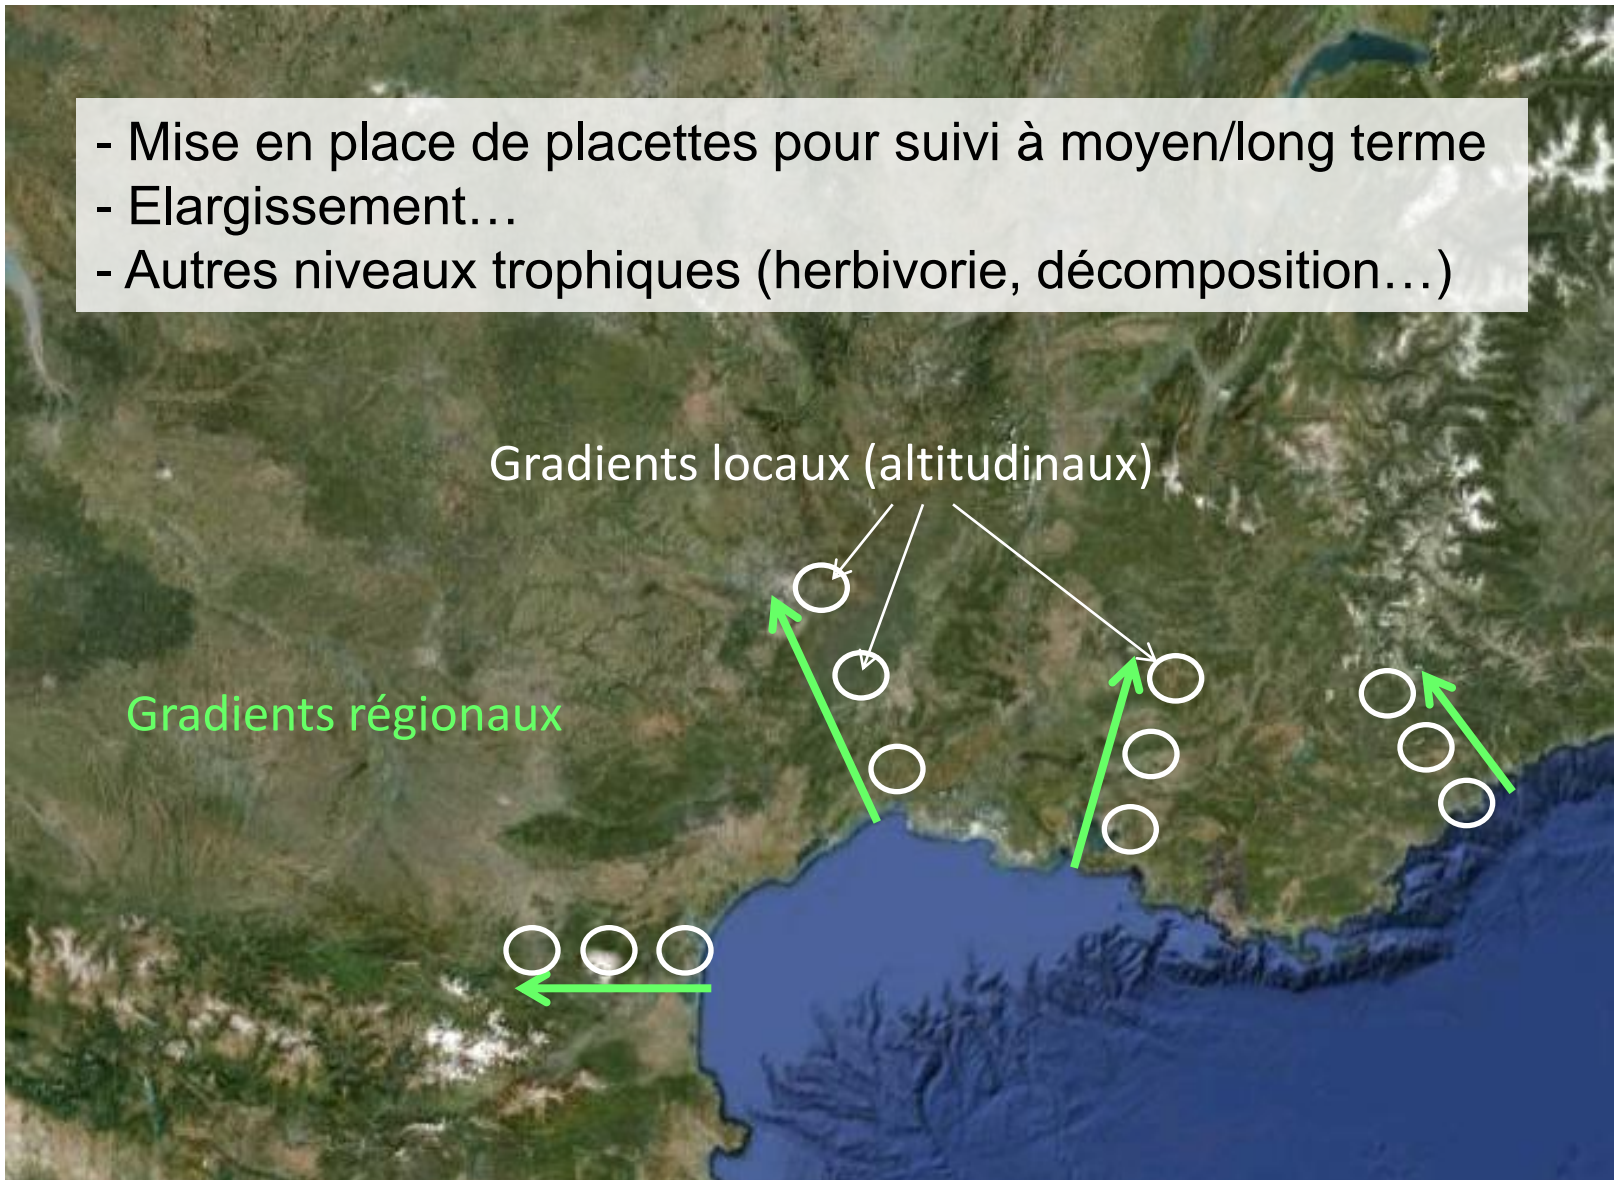 - Mise en place de placettes pour suivi à moyen/long terme
- Elargissement…
- Autres niveaux trophiques (herbivorie, décomposition…)
Gradients locaux (altitudinaux)
Gradients régionaux